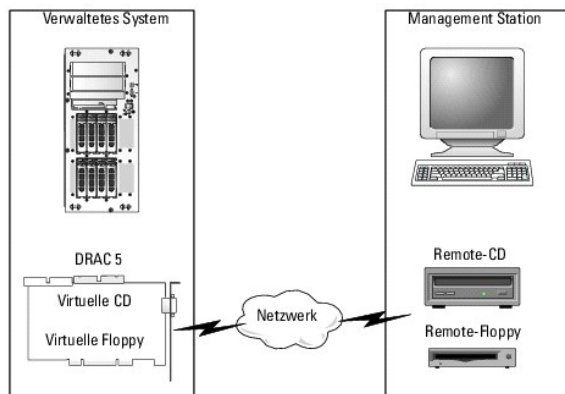 Verwaltetes System
Management Station
DRAC 5
Virtuelle CD
Virtuelle Floppy
Netzwerk
Remote-CD
Remote-Floppy